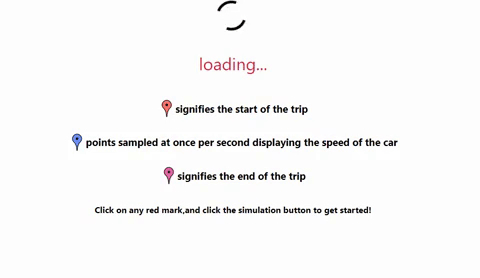 loading...
signifies the start of the trip
points sampled at once per second displaying the speed of the car
signifies the end of the trip
Click on any red mark,and click the simulation button to get started!